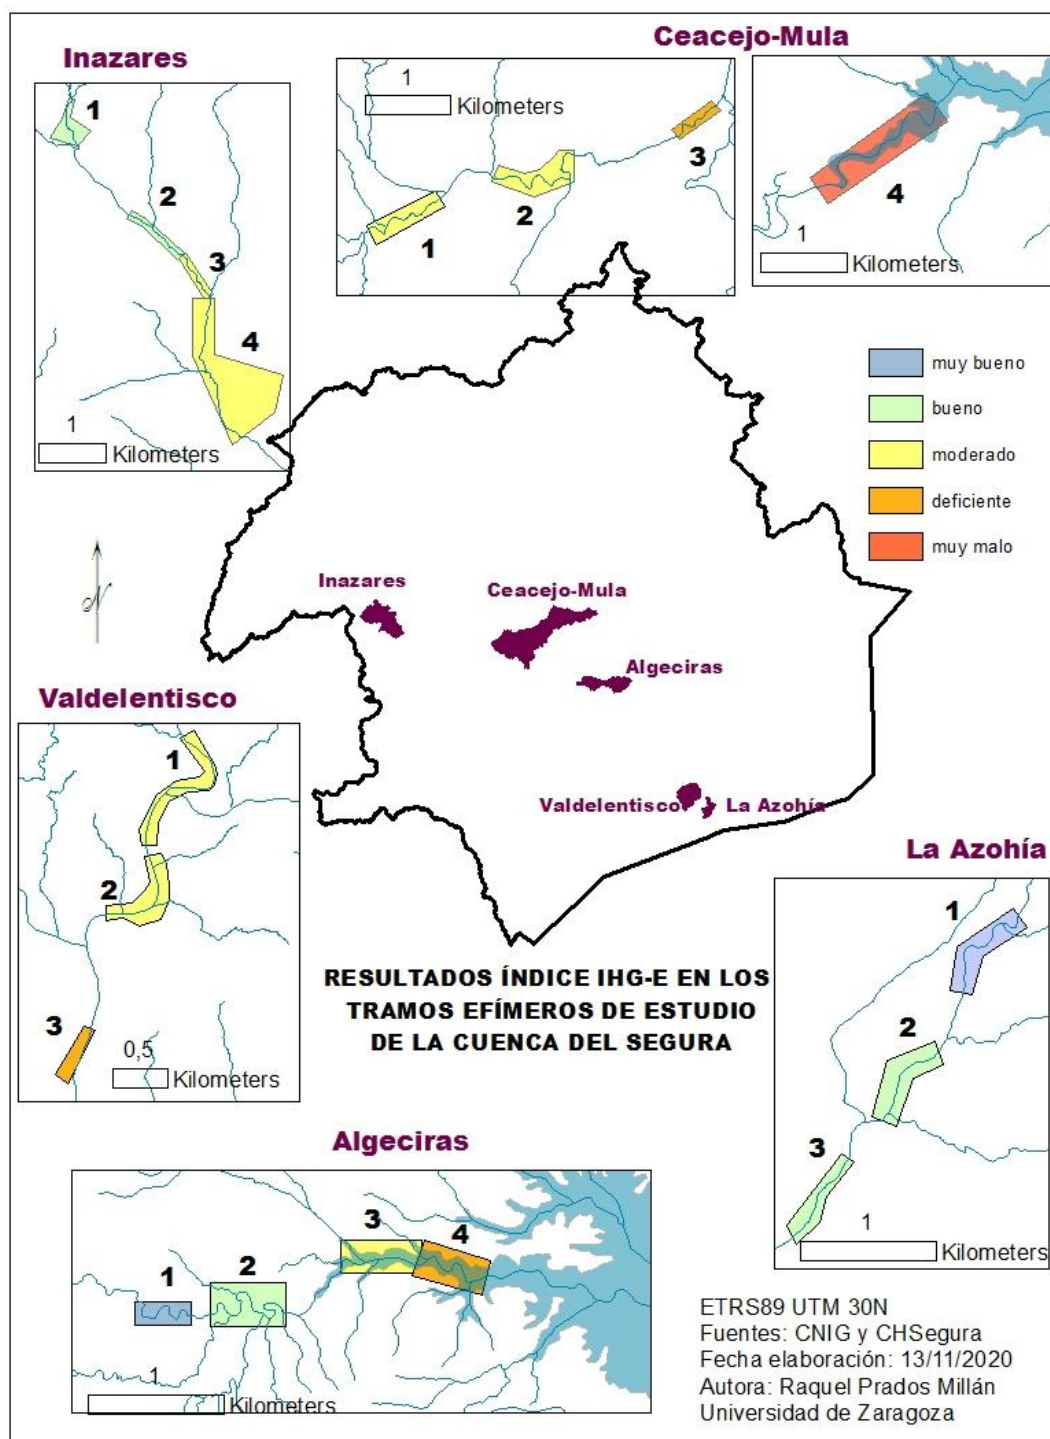 Inazares
1
2
3
4
1
Kilometers
Ceacejo-Mula
1
Kilometers
1
2
3
4
1
Kilometers
muy bueno
bueno
moderado
deficiente
muy malo
N
Inazares
Ceacejo-Mula
Algeciras
Valdelentisco
La Azohía
Valdelentisco
1
2
3
0,5
Kilometers
La Azohía
1
2
3
1
Kilometers
RESULTADOS ÍNDICE IHG-E EN LOS
TRAMOS EFÍMEROS DE ESTUDIO
DE LA CUENCA DEL SEGURA
Algeciras
1
2
3
4
1
Kilometers
ETRS89 UTM 30N
Fuentes: CNIG y CHSegura
Fecha elaboración: 13/11/2020
Autora: Raquel Prados Millán
Universidad de Zaragoza